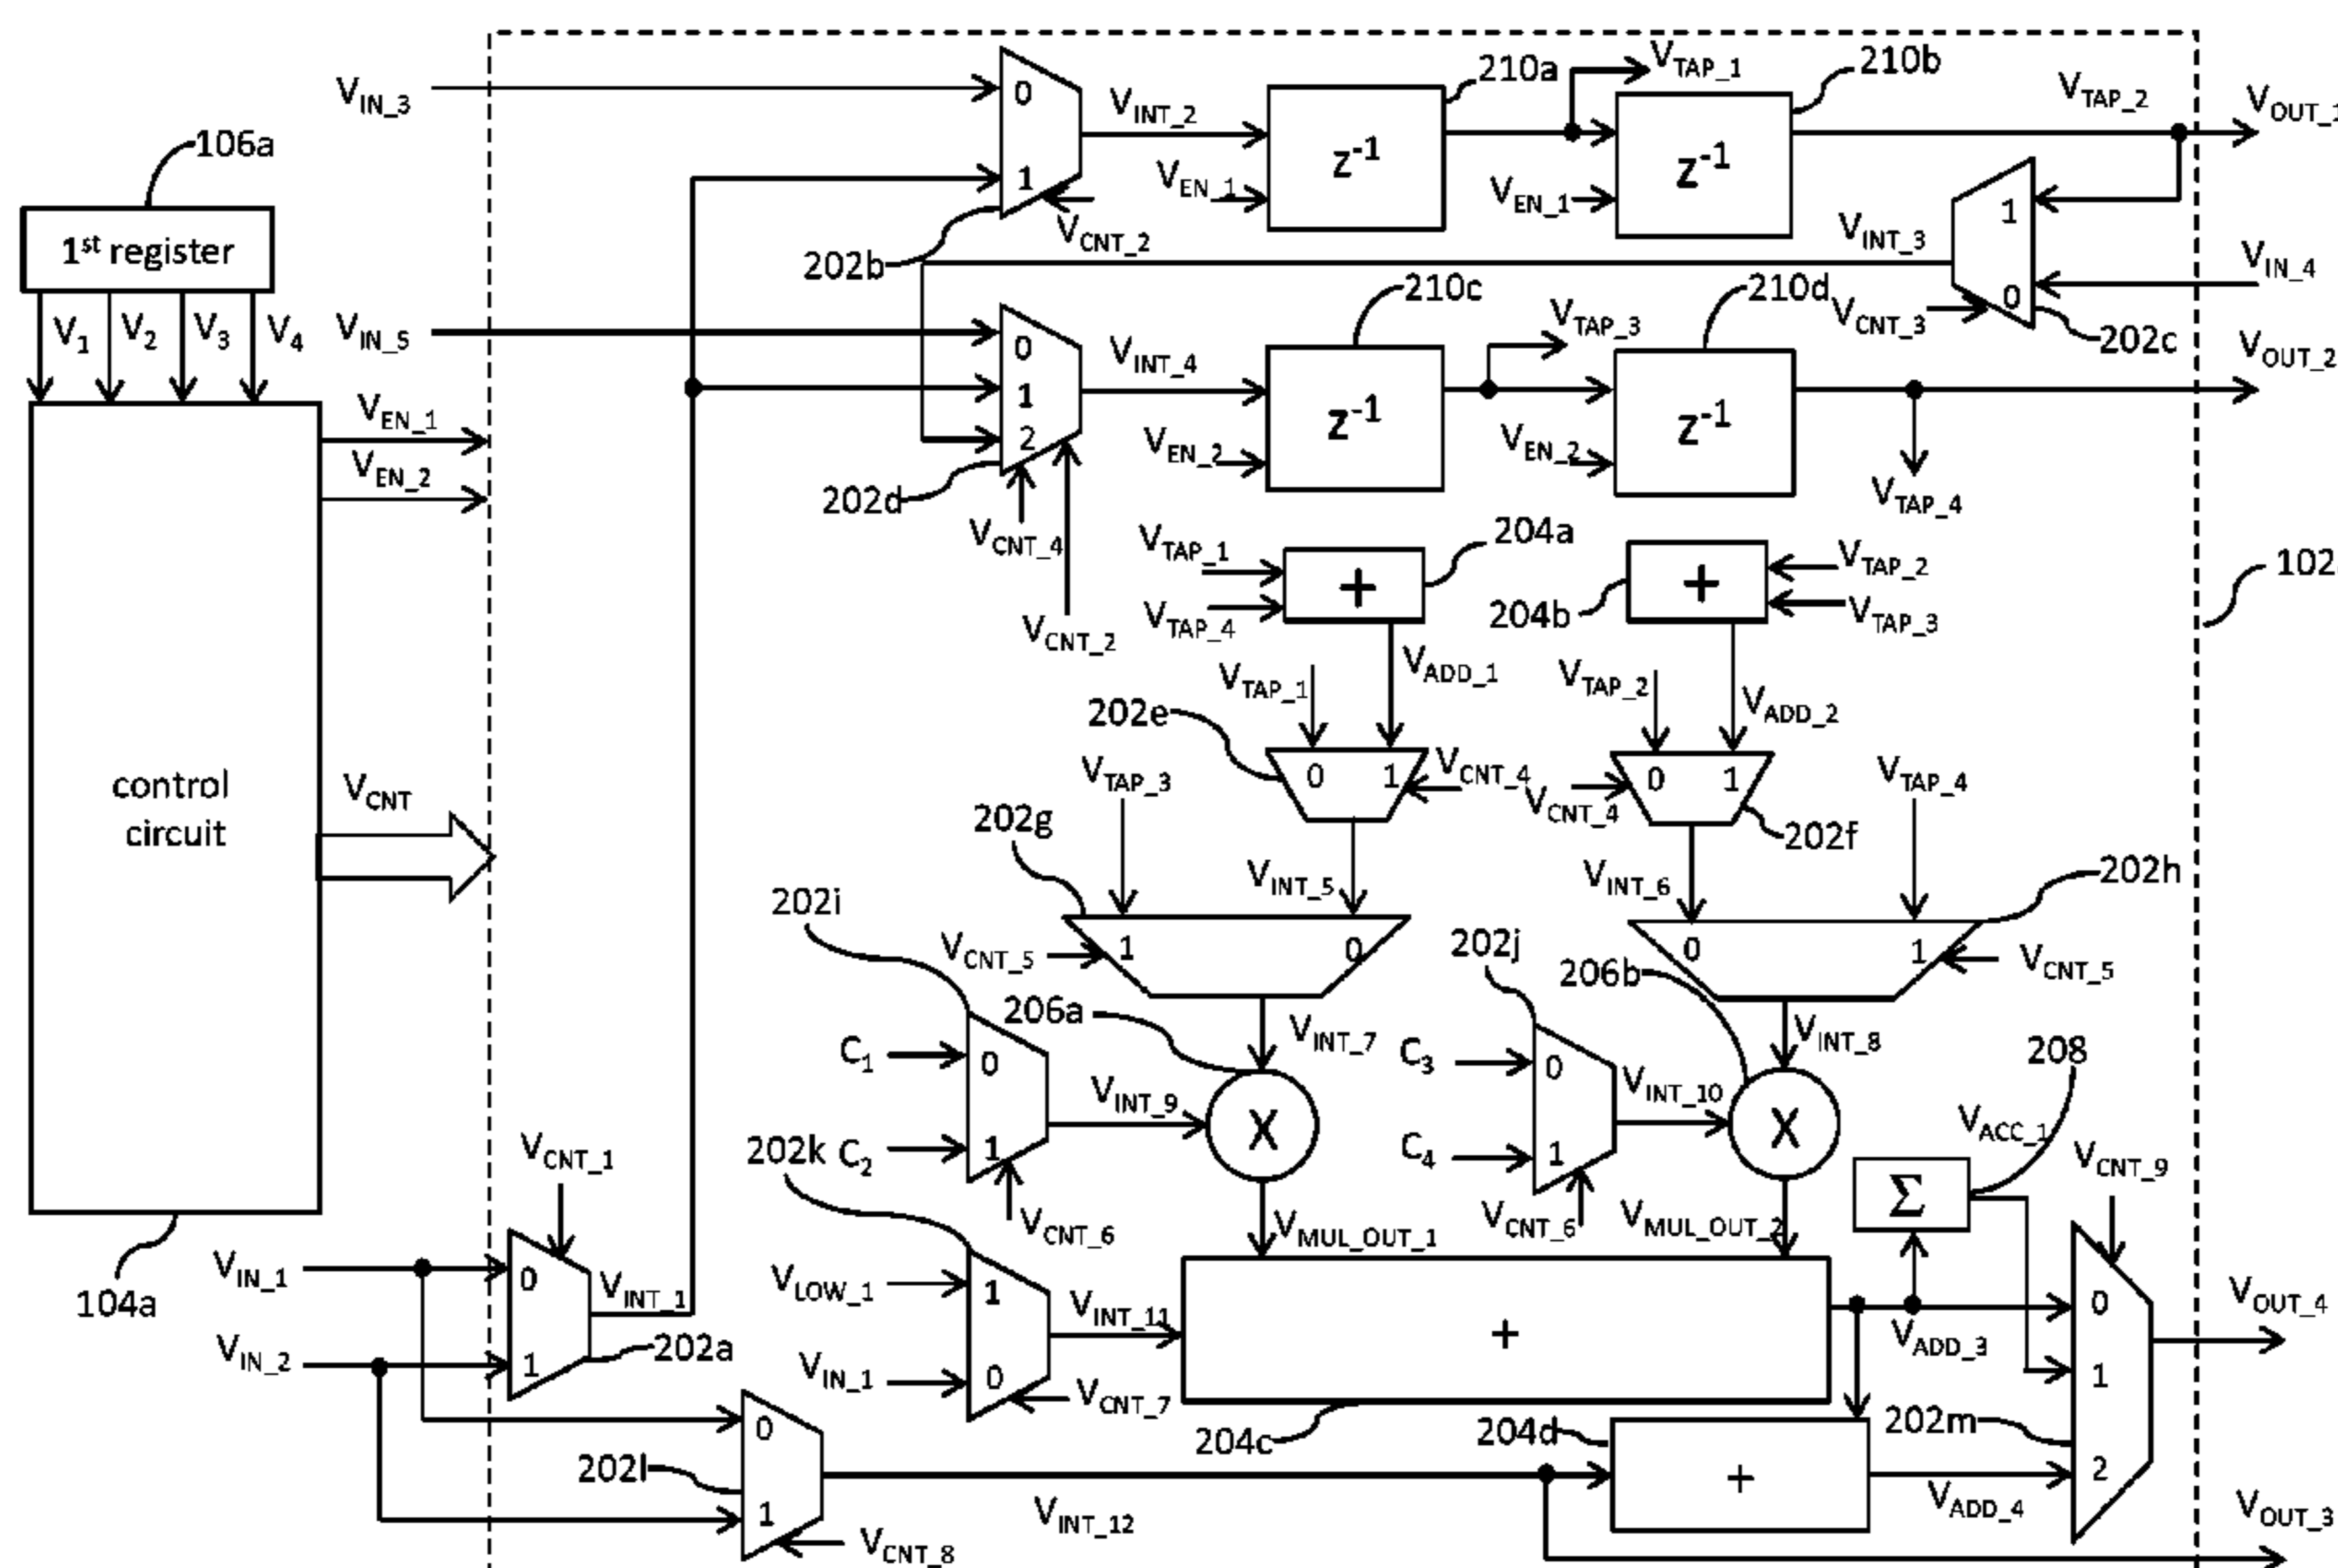 V_IN_3
0
V_INT_2
210a
V_TAP_1
210b
V_TAP_2
V_OUT_1
106a
z^-1
z^-1
1
V_EN_1
V_EN_1
V_CNT_2
202b
1st register
1
V_INT_3
V_IN_4
0
V_CNT_3
202c
V_1
V_2
V_3
V_4
V_IN_5
0
1
2
V_INT_4
210c
V_TAP_3
210d
V_OUT_2
z^-1
z^-1
V_EN_1
V_EN_2
V_EN_2
V_EN_2
202d
V_CNT_4
V_CNT_2
V_TAP_4
V_TAP_1
V_TAP_4
+
204a
204b
+
V_TAP_2
V_TAP_3
102
V_TAP_1
V_ADD_1
V_TAP_2
V_ADD_2
202e
0
1
V_CNT_4
V_CNT_4
0
1
202f
V_TAP_3
V_TAP_4
control
circuit
V_CNT
202g
V_INT_5
V_INT_6
202h
V_CNT_5
1
0
0
1
V_CNT_5
202i
206a
V_INT_7
202j
206b
V_INT_8
208
C_1
0
C_2
1
V_INT_9
X
C_3
0
C_4
1
V_INT_10
X
V_ACC_1
Σ
V_CNT_9
V_CNT_6
V_MUL_OUT_1
V_CNT_6
V_MUL_OUT_2
202k
V_LOW_1
1
V_IN_1
0
V_INT_11
V_CNT_7
+
204c
V_ADD_3
0
1
2
202m
V_OUT_4
104a
V_CNT_1
V_IN_1
0
V_IN_2
1
V_INT_1
202a
202l
0
1
V_CNT_8
V_INT_12
204d
+
V_ADD_4
V_OUT_3